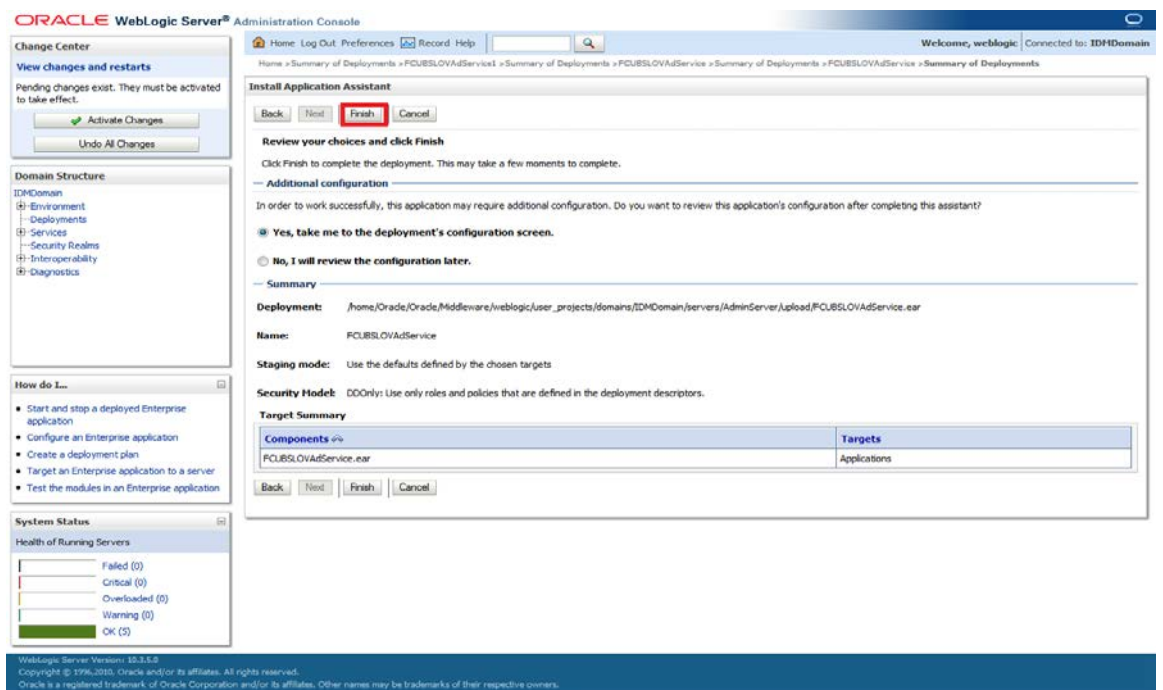 ORACLE WebLogic Server® Administration Console
Change Center
View changes and restarts
Pending changes exist. They must be activated
to take effect.
Activate Changes
Undo All Changes
Domain Structure
IDMDomain
Environment
Deployments
Services
Security Realms
Interoperability
Diagnostics
How do I...
Start and stop a deployed Enterprise
application
Configure an Enterprise application
Create a deployment plan
Target an Enterprise application to a server
Test the modules in an Enterprise application
System Status
Health of Running Servers
Failed (0)
Critical (0)
Overloaded (0)
Warning (0)
OK (5)
Home Log Out Preferences Record Help
Welcome, weblogic Connected to: IDMDomain
Home >Summary of Deployments >FCUBSLOVAdService1 >Summary of Deployments >FCUBSLOVAdService >Summary of Deployments >FCUBSLOVAdService >Summary of Deployments
Install Application Assistant
Back Next Finish Cancel
Review your choices and click Finish
Click Finish to complete the deployment. This may take a few moments to complete.
Additional configuration
In order to work successfully, this application may require additional configuration. Do you want to review this application's configuration after completing this assistant?
Yes, take me to the deployment's configuration screen.
No, I will review the configuration later.
Summary
Deployment: /home/Oracle/Oracle/Middleware/weblogic/user_projects/domains/IDMDomain/servers/AdminServer/upload/FCUBSLOVAdService.ear
Name: FCUBSLOVAdService
Staging mode: Use the defaults defined by the chosen targets
Security Model: DDOnly: Use only roles and policies that are defined in the deployment descriptors.
Target Summary
Components Targets
FCUBSLOVAdService.ear Applications
Back Next Finish Cancel
WebLogic Server Version: 10.3.5.0
Copyright © 1996,2010, Oracle and/or its affiliates. All rights reserved.
Oracle is a registered trademark of Oracle Corporation and/or its affiliates. Other names may be trademarks of their respective owners.